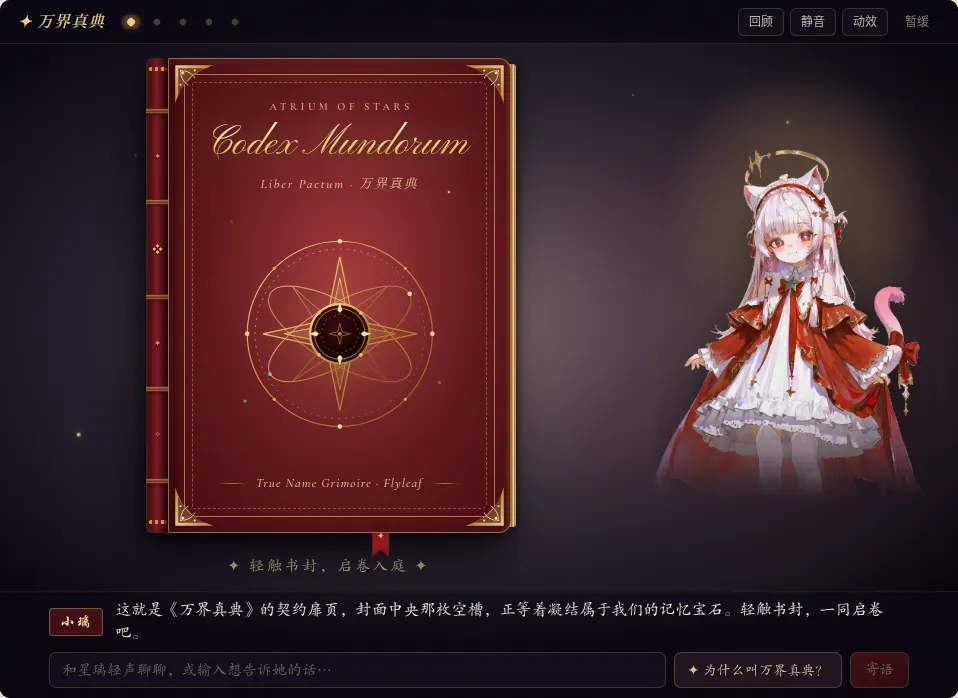 ✦ 万界真典
回顾 静音 动效 暂缓
ATRIUM OF STARS
Codex Mundorum
Liber Pactum · 万界真典
True Name Grimoire · Flyleaf
✦ 轻触书封，启卷入庭 ✦
小璃
这就是《万界真典》的契约扉页，封面中央那枚空槽，正等着凝结属于我们的记忆宝石。轻触书封，一同启卷
吧。
和星璃轻声聊聊，或输入想告诉她的话…
✦ 为什么叫万界真典？
寄语